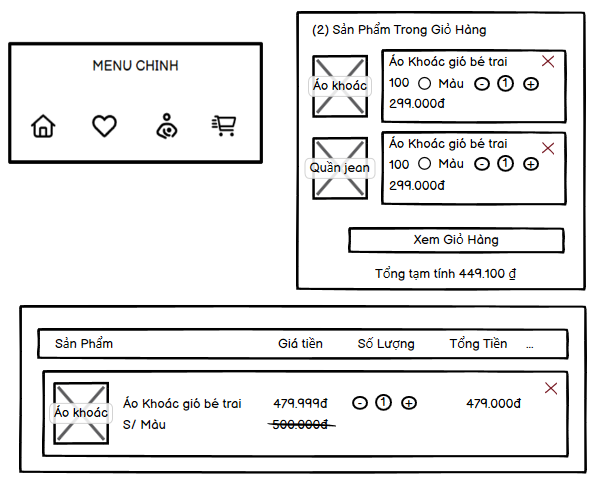 MENU CHINH
(2) Sản Phẩm Trong Giỏ Hàng
Áo khoác
Áo Khoác gió bé trai
100 Màu - 1 +
299.000đ
Quần jean
Áo Khoác gió bé trai
100 Màu - 1 +
299.000đ
Xem Giỏ Hàng
Tổng tạm tính 449.100 ₫
Sản Phẩm Giá tiền Số Lượng Tổng Tiền ...
Áo khoác
Áo Khoác gió bé trai 479.999đ - 1 + 479.000đ
S/ Màu 500.000đ